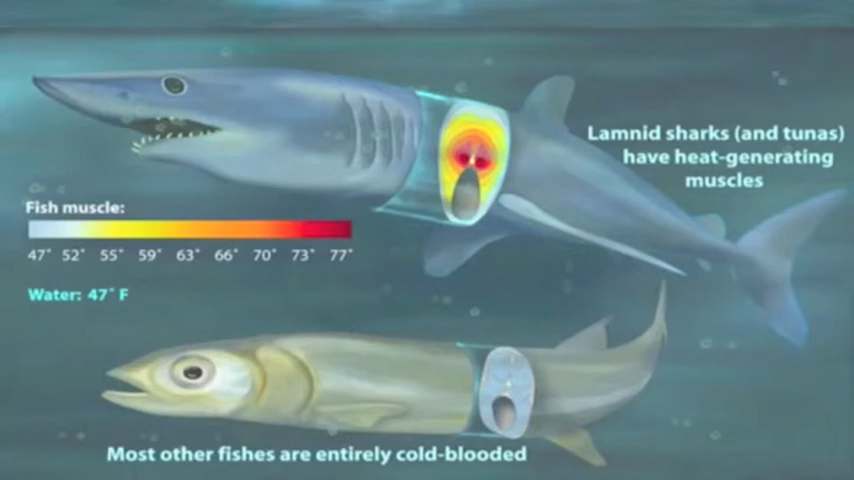 Lamnid sharks (and tunas)
have heat-generating
muscles
Fish muscle:
47° 52° 55° 59° 63° 66° 70° 73° 77°
Water: 47° F
Most other fishes are entirely cold-blooded